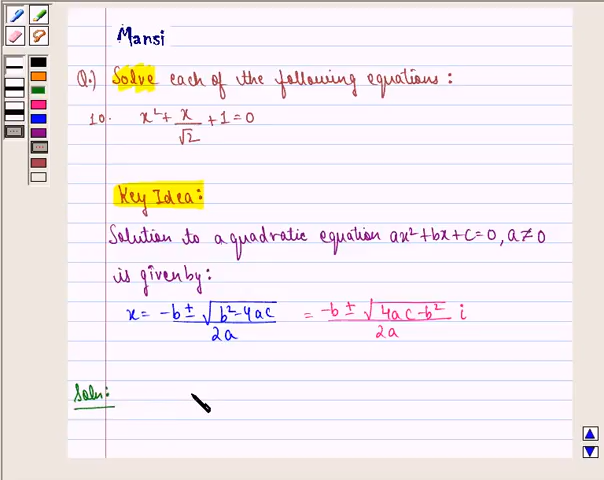 Mansi
Q.) Solve each of the following equations:
10. x² + x/√2 + 1 = 0
Key Idea:
Solution to a quadratic equation ax²+bx+c=0, a≠0
is given by:
x = -b ± √b²-4ac / 2a = -b ± √4ac-b² i / 2a
Soln: